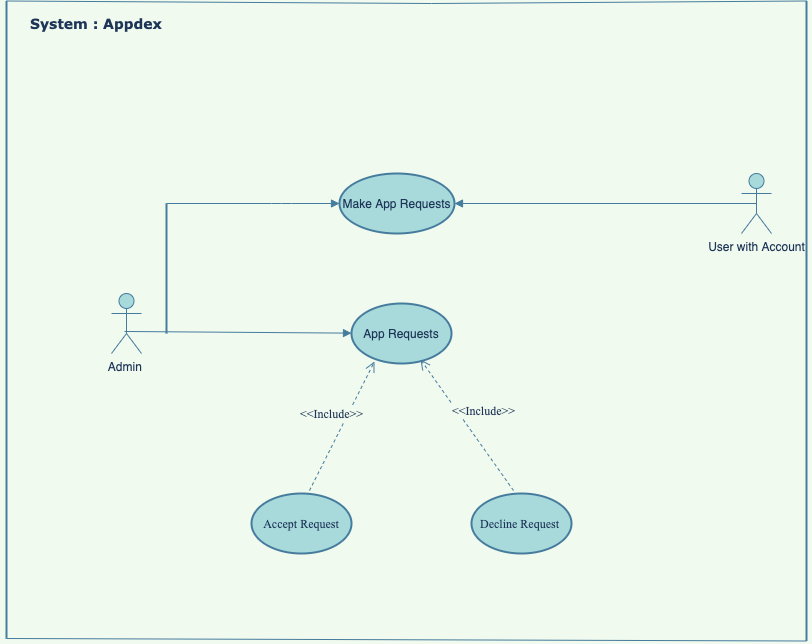 System : Appdex
Make App Requests
User with Account
Admin
App Requests
<<Include>>
<<Include>>
Accept Request
Decline Request